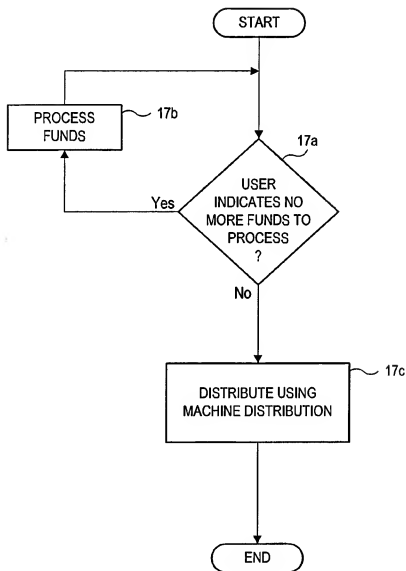 START
PROCESS
FUNDS
17b
17a
USER
INDICATES NO
MORE FUNDS TO
PROCESS
?
Yes
No
17c
DISTRIBUTE USING
MACHINE DISTRIBUTION
END